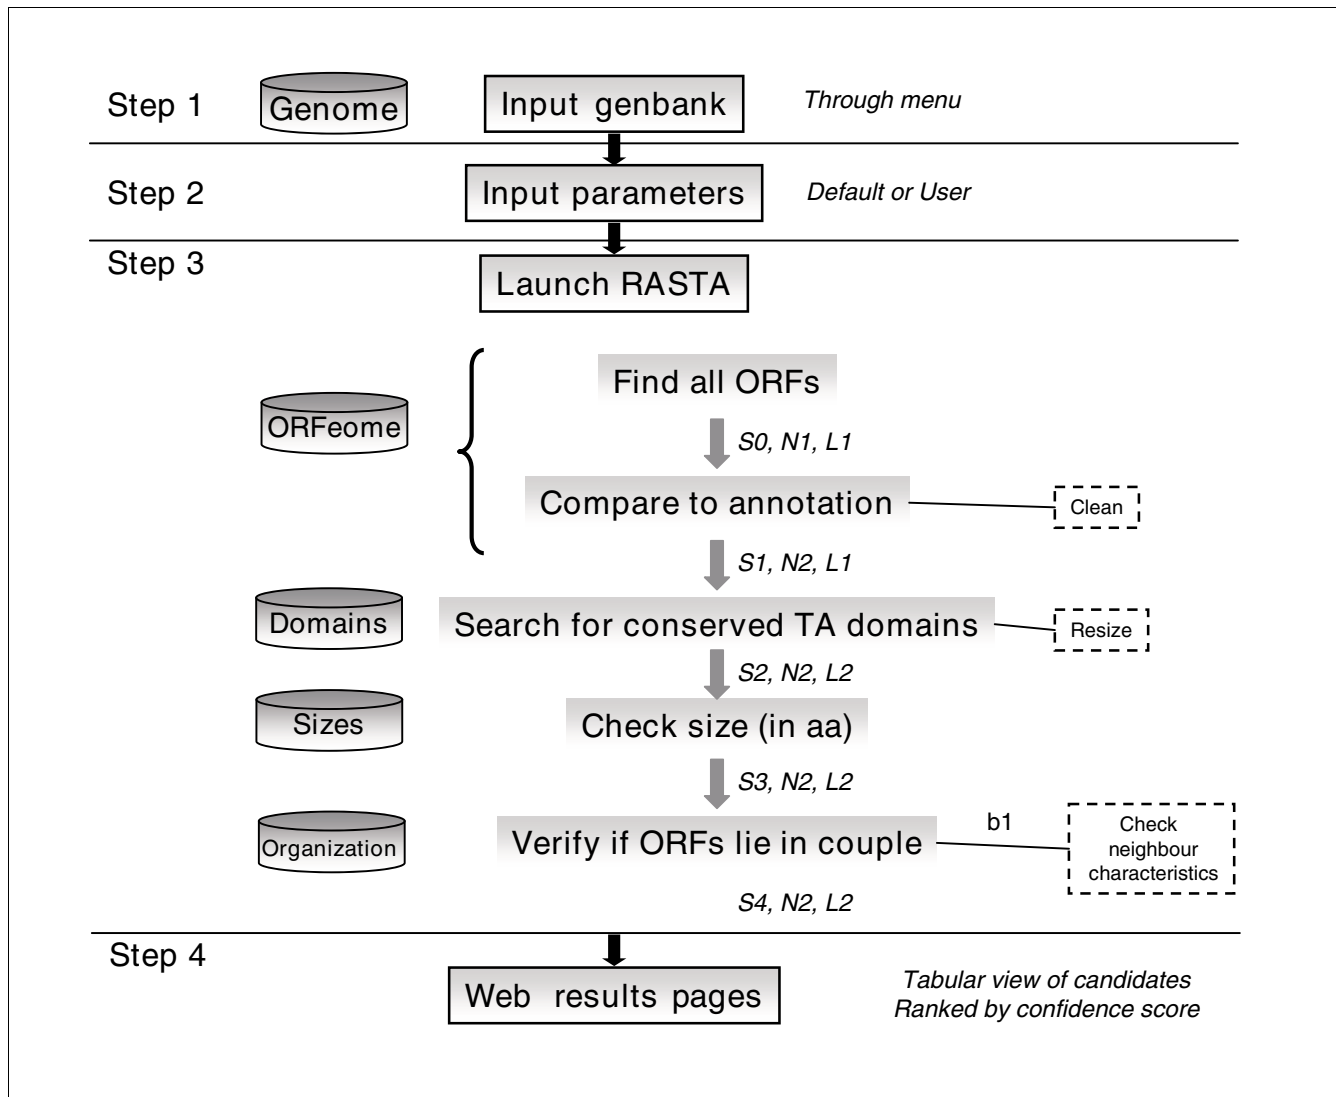 Step 1
Genome
Input genbank
Through menu
Step 2
Input parameters
Default or User
Step 3
Launch RASTA
Find all ORFs
ORFeome
S0, N1, L1
Compare to annotation
Clean
S1, N2, L1
Domains
Search for conserved TA domains
Resize
S2, N2, L2
Sizes
Check size (in aa)
S3, N2, L2
Organization
Verify if ORFs lie in couple
b1
Check
neighbour
characteristics
S4, N2, L2
Step 4
Web results pages
Tabular view of candidates
Ranked by confidence score